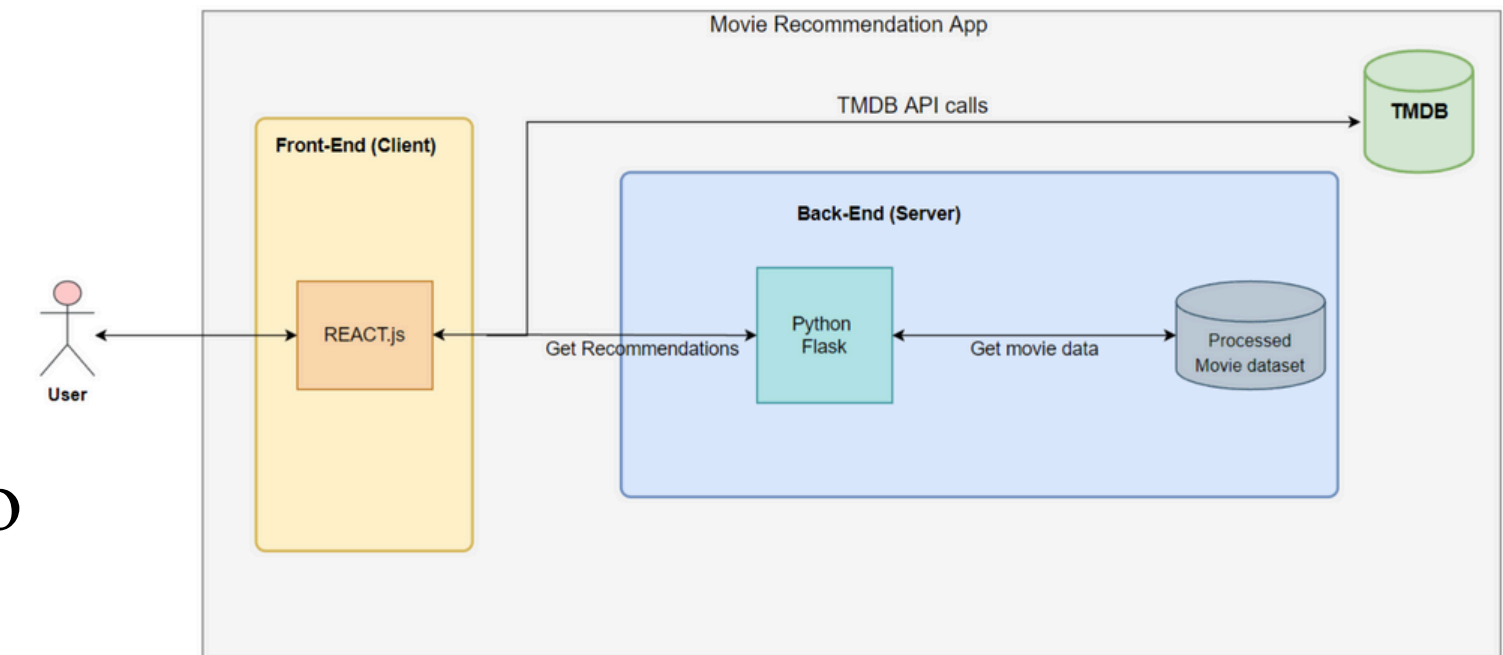 Movie Recommendation App
TMDB API calls
TMDB
Front-End (Client)
Back-End (Server)
REACT.js
Python
Flask
Get Recommendations
Get movie data
Processed
Movie dataset
User